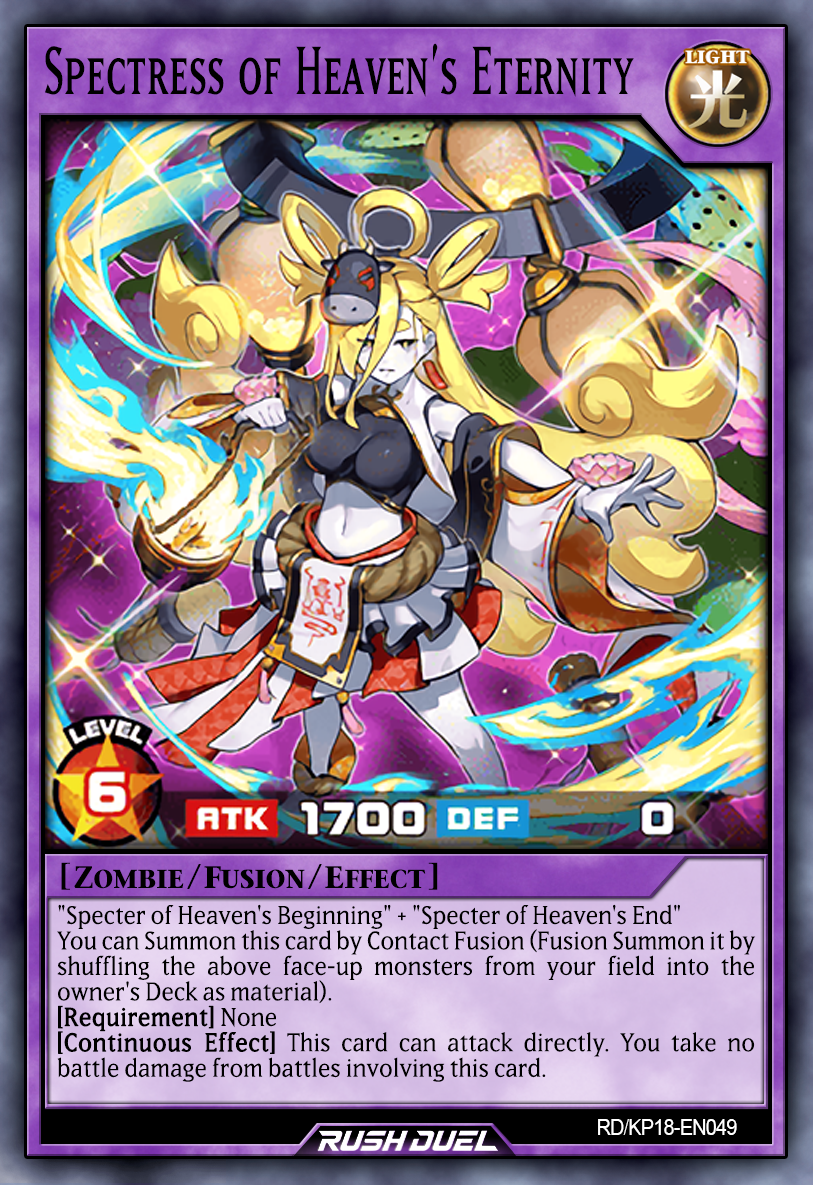 Spectress of Heaven's Eternity
LIGHT
光
LEVEL
6
ATK 1700 DEF 0
[Zombie/Fusion/Effect]
"Specter of Heaven's Beginning" + "Specter of Heaven's End"
You can Summon this card by Contact Fusion (Fusion Summon it by
shuffling the above face-up monsters from your field into the
owner's Deck as material).
[Requirement] None
[Continuous Effect] This card can attack directly. You take no
battle damage from battles involving this card.
RD/KP18-EN049
RUSH DUEL